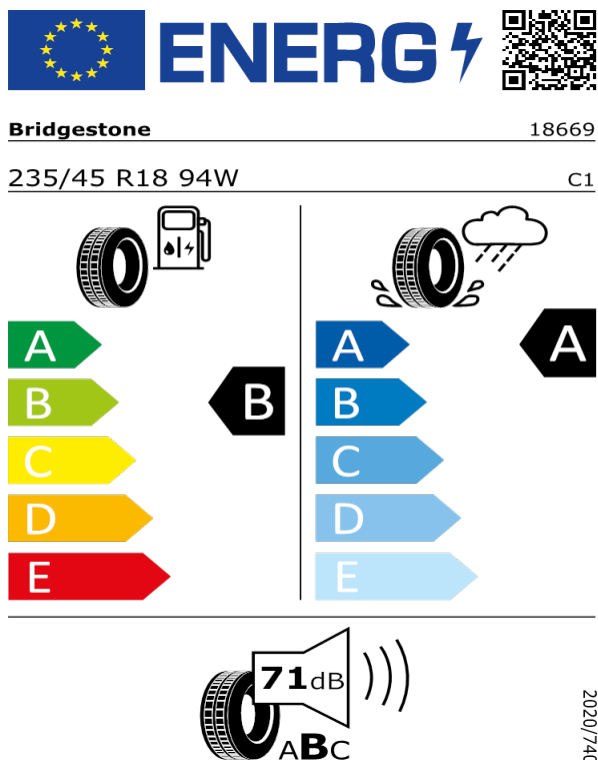 ENERG
Bridgestone 18669
235/45 R18 94W C1
A A
A
B B
B
C C
D D
E E
71dB
ABC
2020/740